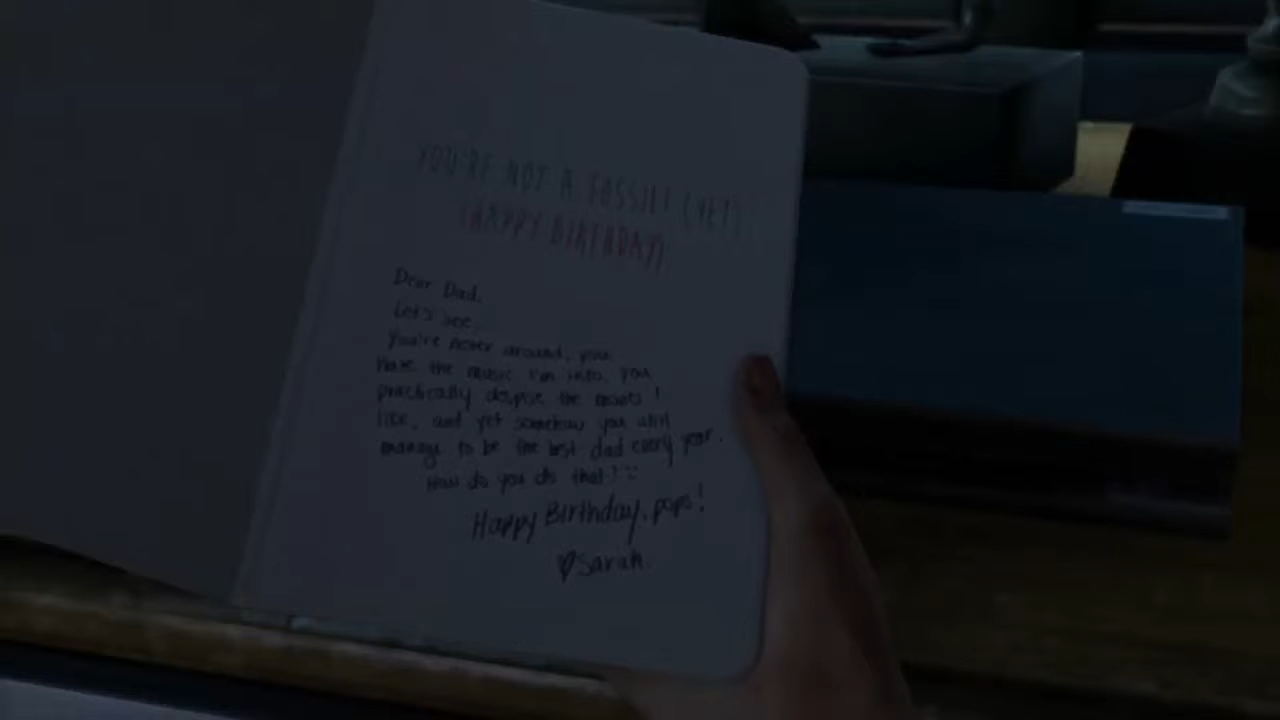 YOU'RE NOT A FOSSIL! (YET)
HAPPY BIRTHDAY!
Dear Dad,
Let's see...
You're never around, you
hate the music I'm into, you
practically despise the movies I
like, and yet somehow you still
manage to be the best dad every year.
How do you do that? :)
Happy Birthday, pops!
♥Sarah